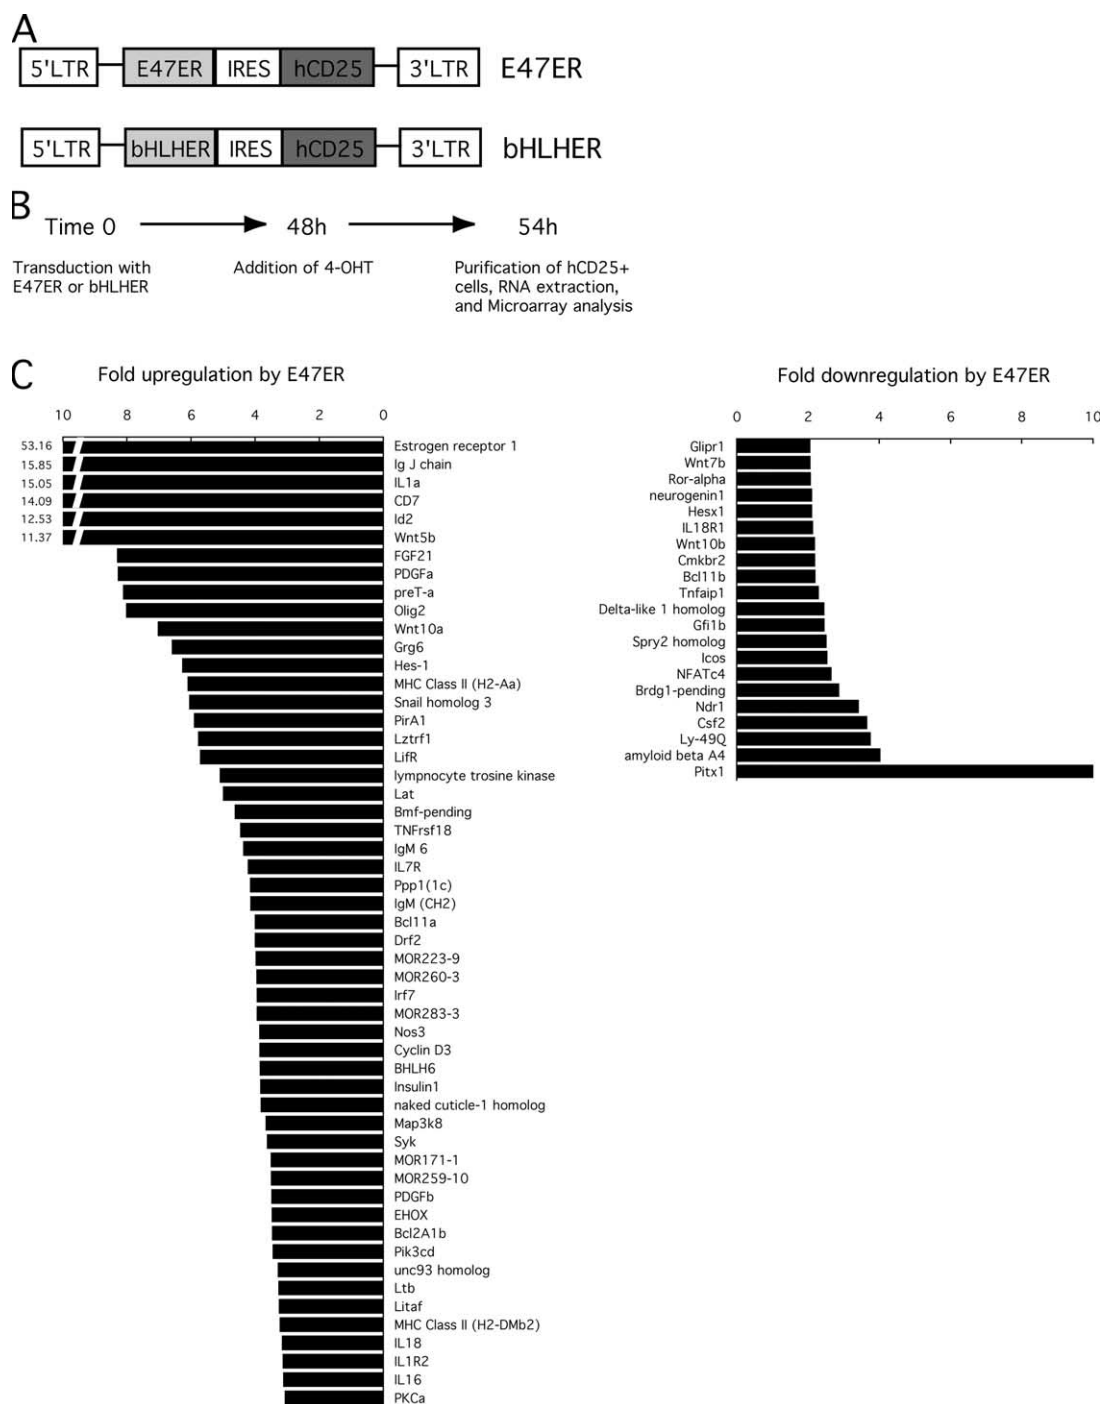 A
5'LTR E47ER IRES hCD25 3'LTR E47ER
5'LTR bHLHER IRES hCD25 3'LTR bHLHER
B
Time 0 48h 54h
Transduction with E47ER or bHLHER
Addition of 4-OHT
Purification of hCD25+ cells, RNA extraction, and Microarray analysis
C
Fold upregulation by E47ER
10 8 6 4 2 0
53.16 Estrogen receptor 1
15.85 Ig J chain
15.05 IL1a
14.09 CD7
12.53 Id2
11.37 Wnt5b
FGF21
PDGFa
preT-a
Olig2
Wnt10a
Grg6
Hes-1
MHC Class II (H2-Aa)
Snail homolog 3
PirA1
Lztrf1
LifR
lympnocyte trosine kinase
Lat
Bmf-pending
TNFrsf18
IgM 6
IL7R
Ppp1(1c)
IgM (CH2)
Bcl11a
Drf2
MOR223-9
MOR260-3
Irf7
MOR283-3
Nos3
Cyclin D3
BHLH6
Insulin1
naked cuticle-1 homolog
Map3k8
Syk
MOR171-1
MOR259-10
PDGFb
EHOX
Bcl2A1b
Pik3cd
unc93 homolog
Ltb
Litaf
MHC Class II (H2-DMb2)
IL18
IL1R2
IL16
PKCa
Fold downregulation by E47ER
0 2 4 6 8 10
Glipr1
Wnt7b
Ror-alpha
neurogenin1
Hesx1
IL18R1
Wnt10b
Cmkbr2
Bcl11b
Tnfaip1
Delta-like 1 homolog
Gfi1b
Spry2 homolog
Icos
NFATc4
Brdg1-pending
Ndr1
Csf2
Ly-49Q
amyloid beta A4
Pitx1